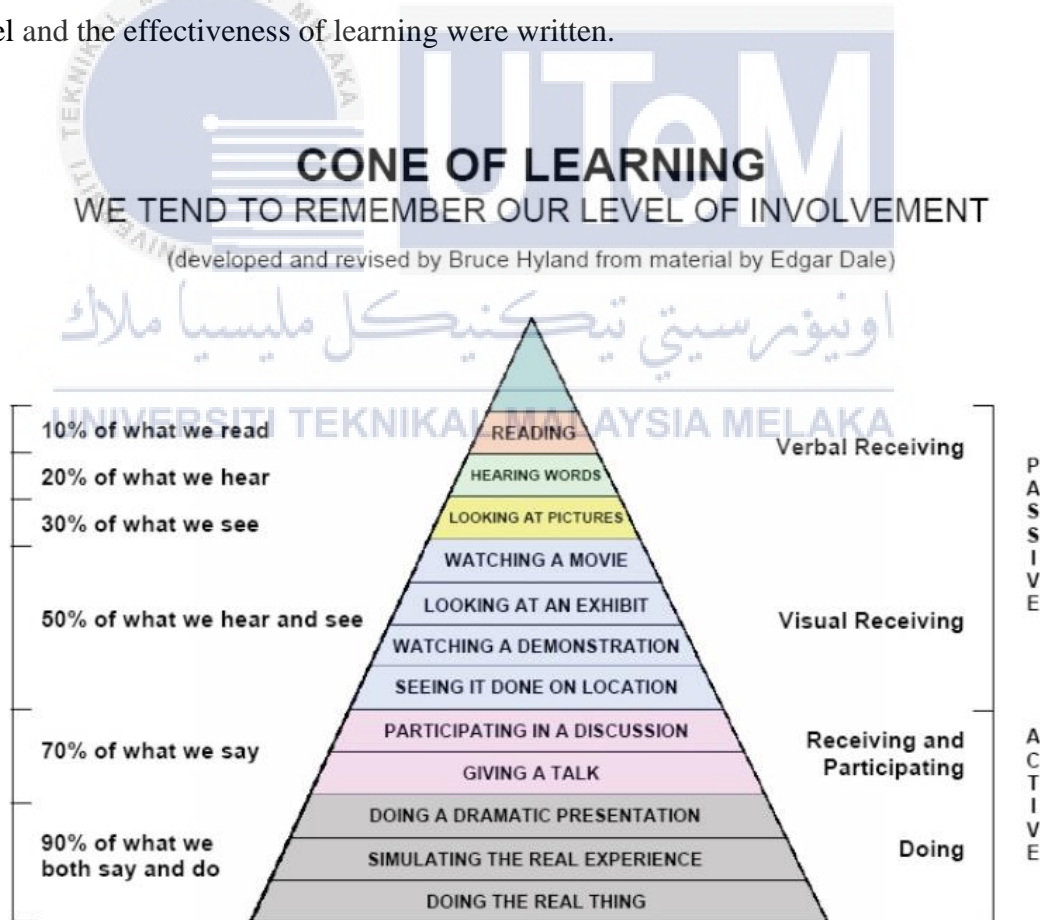 el and the effectiveness of learning were written.
UNIVERSITI TEKNIKAL MALAYSIA MELAKA
UTeM
CONE OF LEARNING
WE TEND TO REMEMBER OUR LEVEL OF INVOLVEMENT
(developed and revised by Bruce Hyland from material by Edgar Dale)
اونيۏرسيتي تيكنيكل مليسيا ملاك
UNIVERSITI TEKNIKAL MALAYSIA MELAKA
10% of what we read
READING
Verbal Receiving
20% of what we hear
HEARING WORDS
30% of what we see
LOOKING AT PICTURES
WATCHING A MOVIE
50% of what we hear and see
LOOKING AT AN EXHIBIT
Visual Receiving
WATCHING A DEMONSTRATION
SEEING IT DONE ON LOCATION
PASSIVE
70% of what we say
PARTICIPATING IN A DISCUSSION
GIVING A TALK
Receiving and
Participating
90% of what we
both say and do
DOING A DRAMATIC PRESENTATION
SIMULATING THE REAL EXPERIENCE
DOING THE REAL THING
Doing
ACTIVE